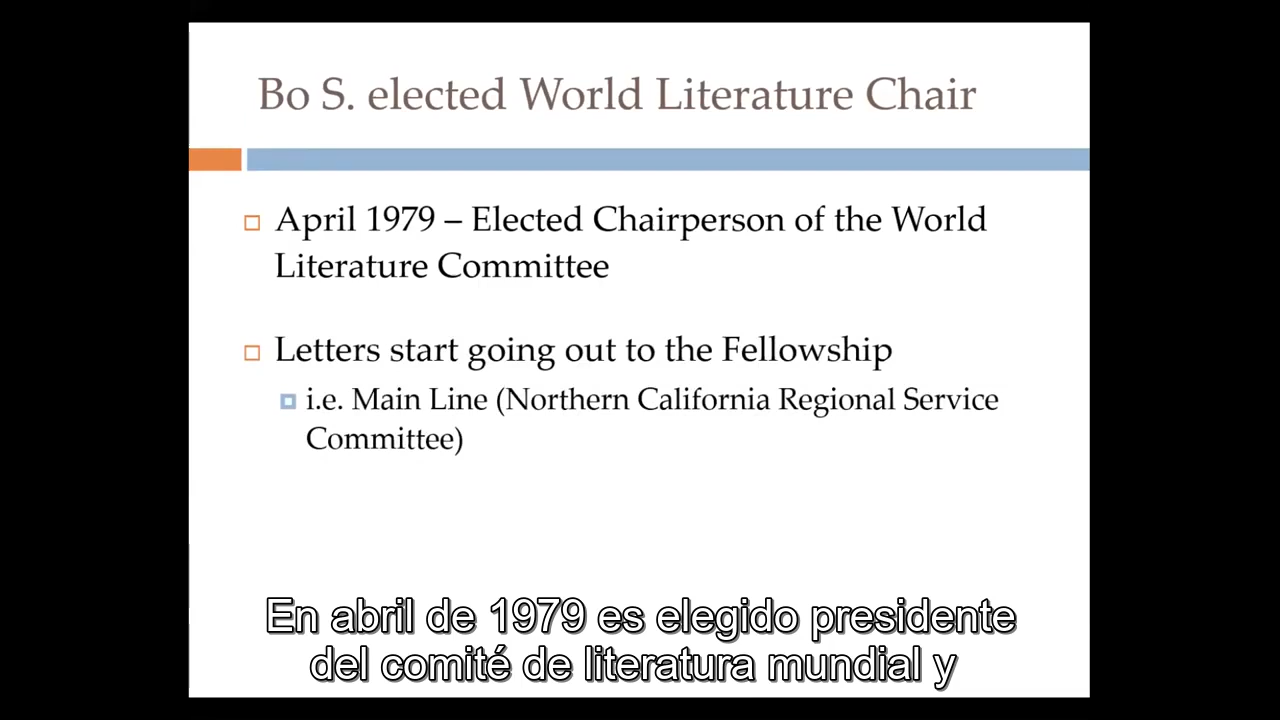 Bo S. elected World Literature Chair
April 1979 – Elected Chairperson of the World
Literature Committee
Letters start going out to the Fellowship
i.e. Main Line (Northern California Regional Service
Committee)
En abril de 1979 es elegido presidente
del comité de literatura mundial y